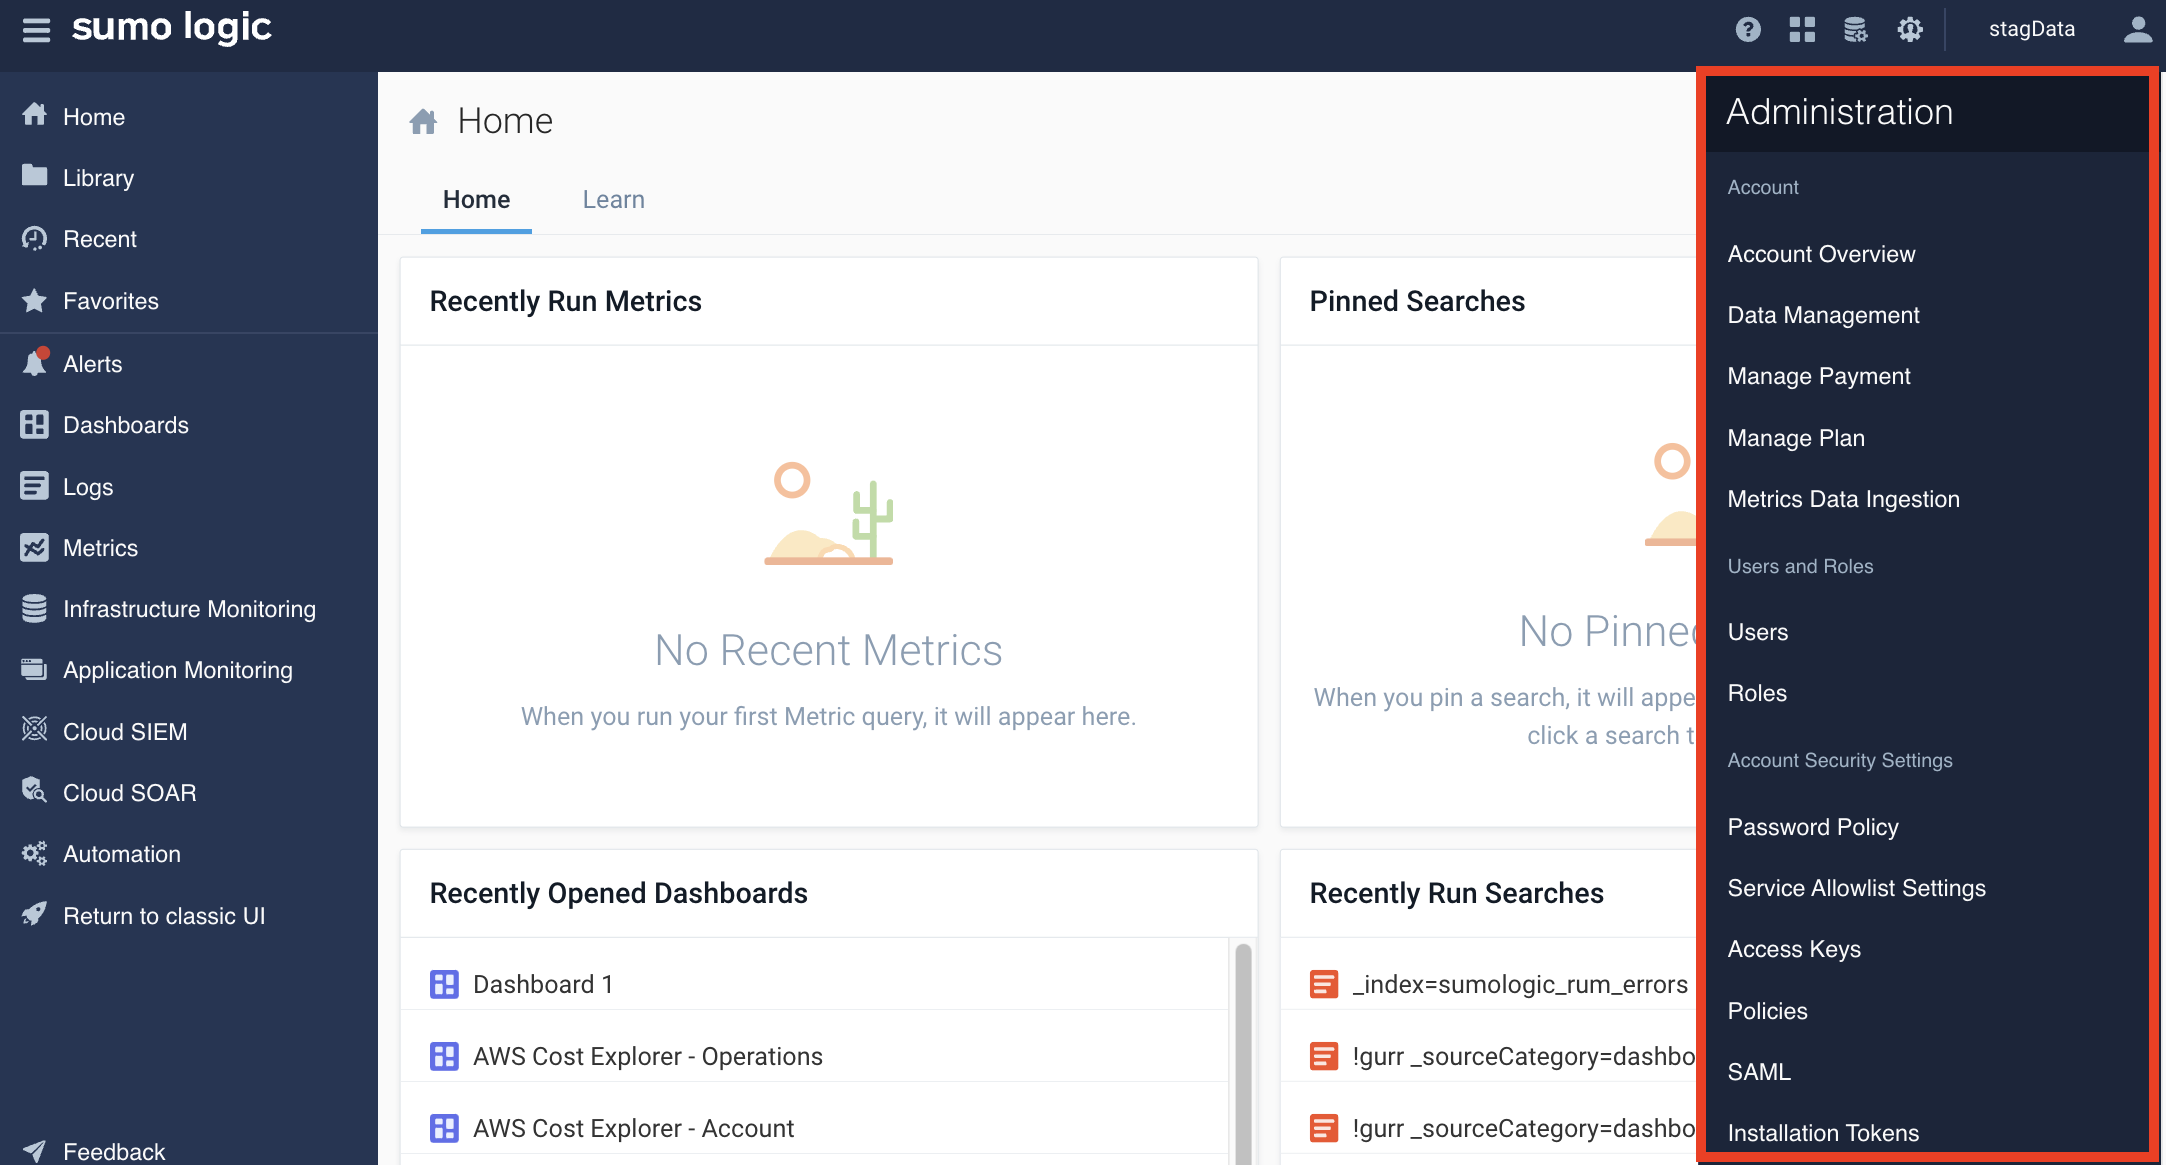 sumo logic
stagData
Home
Library
Recent
Favorites
Alerts
Dashboards
Logs
Metrics
Infrastructure Monitoring
Application Monitoring
Cloud SIEM
Cloud SOAR
Automation
Return to classic UI
Feedback
Home
Home
Learn
Recently Run Metrics
No Recent Metrics
When you run your first Metric query, it will appear here.
Pinned Searches
No Pinned
When you pin a search, it will appe
click a search t
Recently Opened Dashboards
Dashboard 1
AWS Cost Explorer - Operations
AWS Cost Explorer - Account
Recently Run Searches
_index=sumologic_rum_errors
!gurr _sourceCategory=dashbo
!gurr _sourceCategory=dashbo
Administration
Account
Account Overview
Data Management
Manage Payment
Manage Plan
Metrics Data Ingestion
Users and Roles
Users
Roles
Account Security Settings
Password Policy
Service Allowlist Settings
Access Keys
Policies
SAML
Installation Tokens